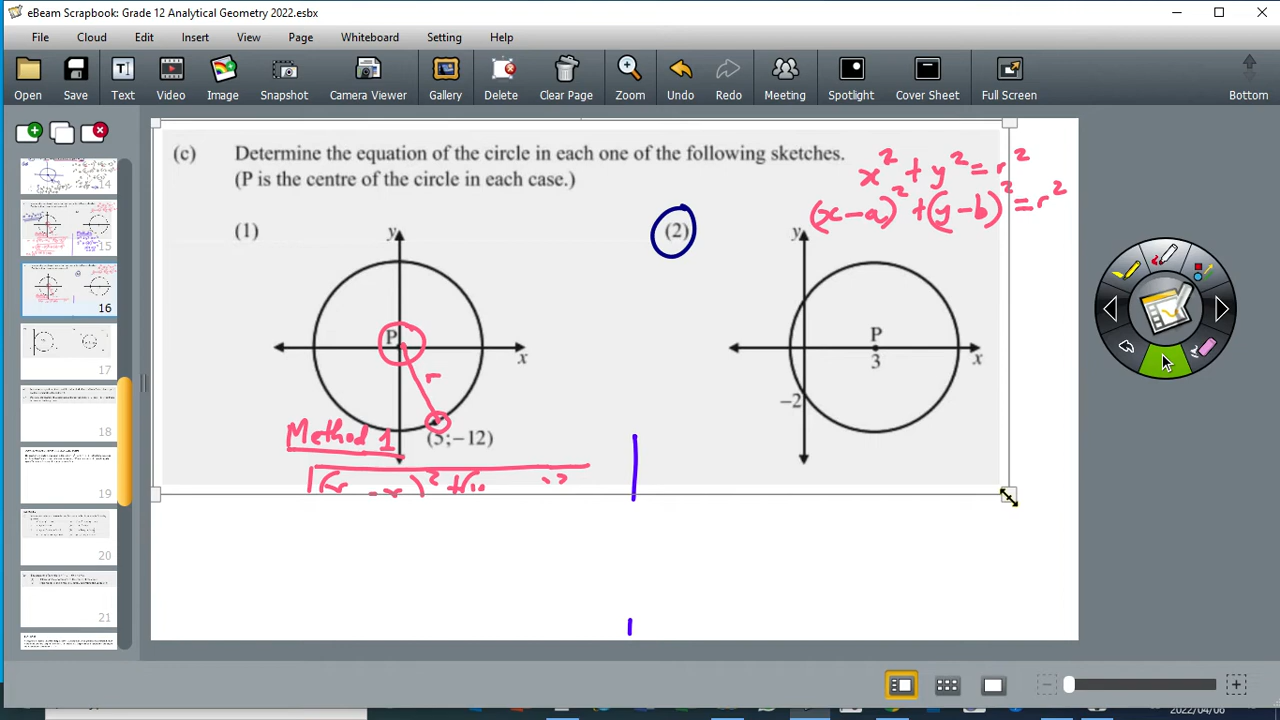 eBeam Scrapbook: Grade 12 Analytical Geometry 2022.esbx
File Cloud Edit Insert View Page Whiteboard Setting Help
Open Save Text Video Image Snapshot Camera Viewer Gallery Delete Clear Page Zoom Undo Redo Meeting Spotlight Cover Sheet Full Screen Bottom
14
15
16
17
18
19
20
21
(c) Determine the equation of the circle in each one of the following sketches.
(P is the centre of the circle in each case.)
x² + y² = r²
(x-a)² + (y-b)² = r²
(1) y
(2) y
P
P
r
x
3
x
-2
Method 1
(5;-12)
2022/04/06